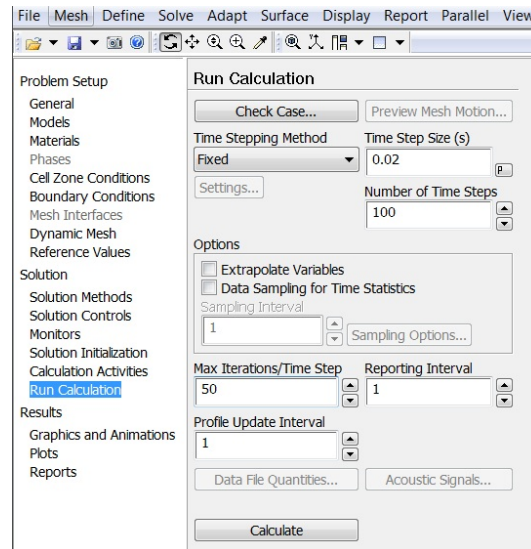 File Mesh Define Solve Adapt Surface Display Report Parallel View
Problem Setup
General
Models
Materials
Phases
Cell Zone Conditions
Boundary Conditions
Mesh Interfaces
Dynamic Mesh
Reference Values
Solution
Solution Methods
Solution Controls
Monitors
Solution Initialization
Calculation Activities
Run Calculation
Results
Graphics and Animations
Plots
Reports
Run Calculation
Check Case... Preview Mesh Motion...
Time Stepping Method Time Step Size (s)
Fixed 0.02
P...
Settings... Number of Time Steps
100
Options
Extrapolate Variables
Data Sampling for Time Statistics
Sampling Interval
1 Sampling Options...
Max Iterations/Time Step Reporting Interval
50 1
Profile Update Interval
1
Data File Quantities... Acoustic Signals...
Calculate